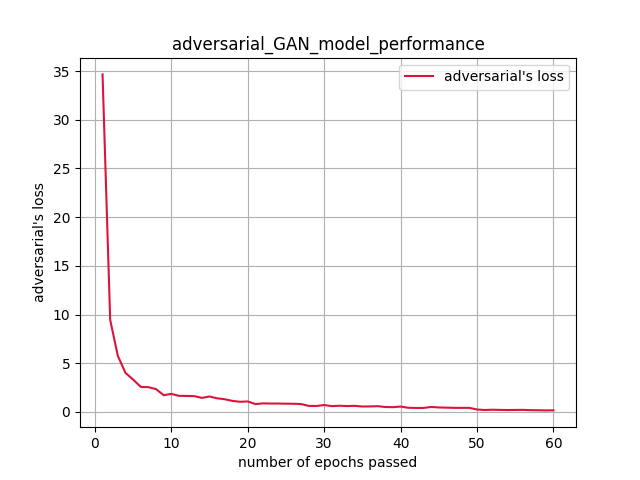 adversarial_GAN_model_performance
adversarial's loss
35
30
25
20
15
10
5
0
adversarial's loss
0 10 20 30 40 50 60
number of epochs passed